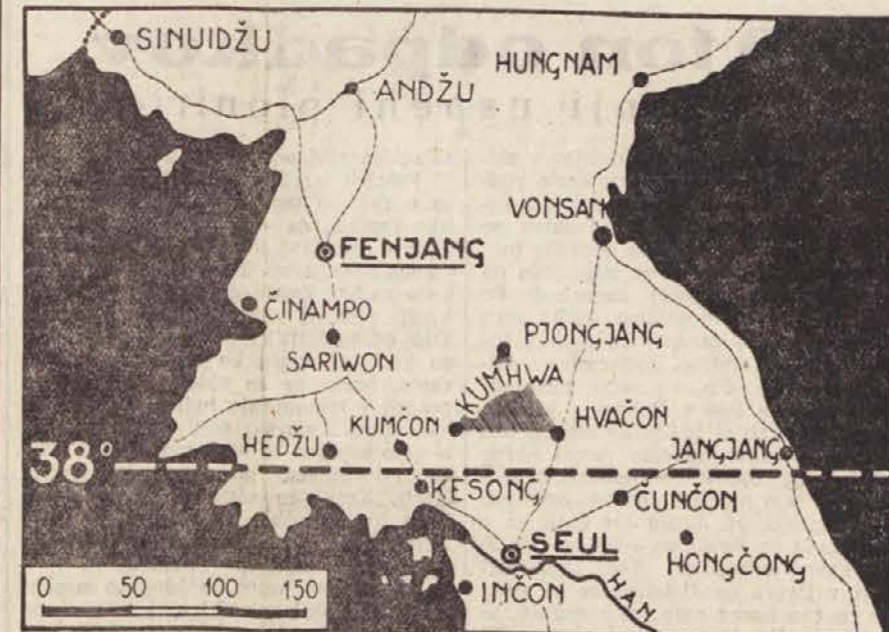 SINUIDŽU
ANDŽU
HUNGNAM
VONSAN
FENJANG
ČINAMPO
SARIWON
PJONGJANG
KUMHWA
HEDŽU
KUMČON
HVAČON
JANGJANG
38°
KESONG
ČUNČON
SEUL
HONGČONG
INČON
HAN
0 50 100 150